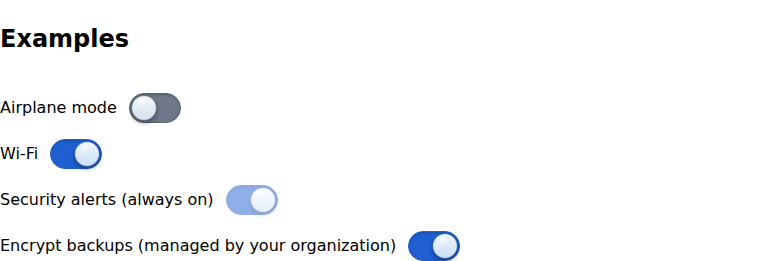 Examples
Airplane mode
Wi-Fi
Security alerts (always on)
Encrypt backups (managed by your organization)